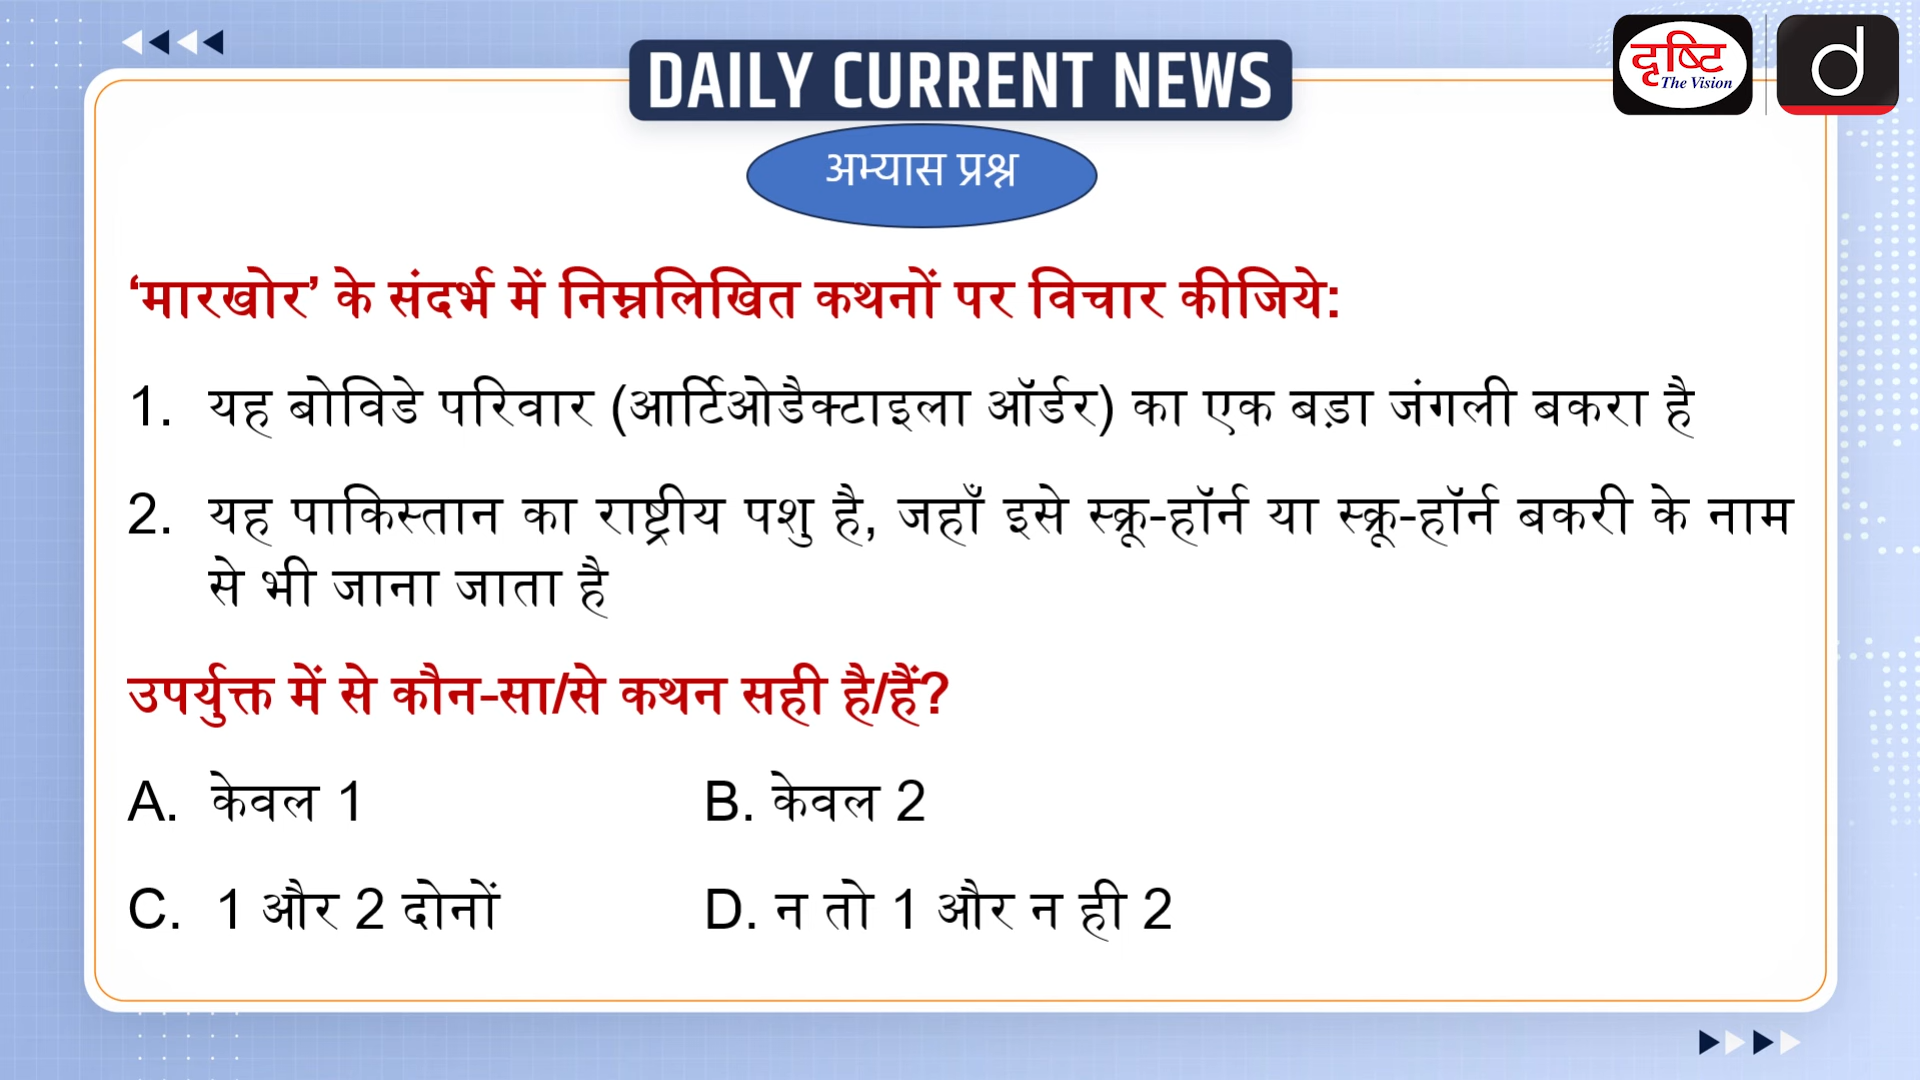 DAILY CURRENT NEWS
दृष्टि
The Vision
d
अभ्यास प्रश्न
‘मारखोर’ के संदर्भ में निम्नलिखित कथनों पर विचार कीजिये:
1. यह बोविडे परिवार (आर्टिओडैक्टाइला ऑर्डर) का एक बड़ा जंगली बकरा है
2. यह पाकिस्तान का राष्ट्रीय पशु है, जहाँ इसे स्क्रू-हॉर्न या स्क्रू-हॉर्न बकरी के नाम
से भी जाना जाता है
उपर्युक्त में से कौन-सा/से कथन सही है/हैं?
A. केवल 1 B. केवल 2
C. 1 और 2 दोनों D. न तो 1 और न ही 2